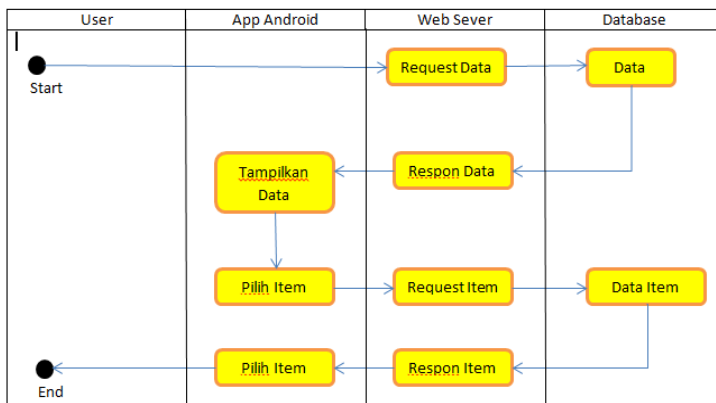 User
App Android
Web Sever
Database
Start
Request Data
Data
Tampilkan
Data
Respon Data
Pilih Item
Request Item
Data Item
End
Pilih Item
Respon Item